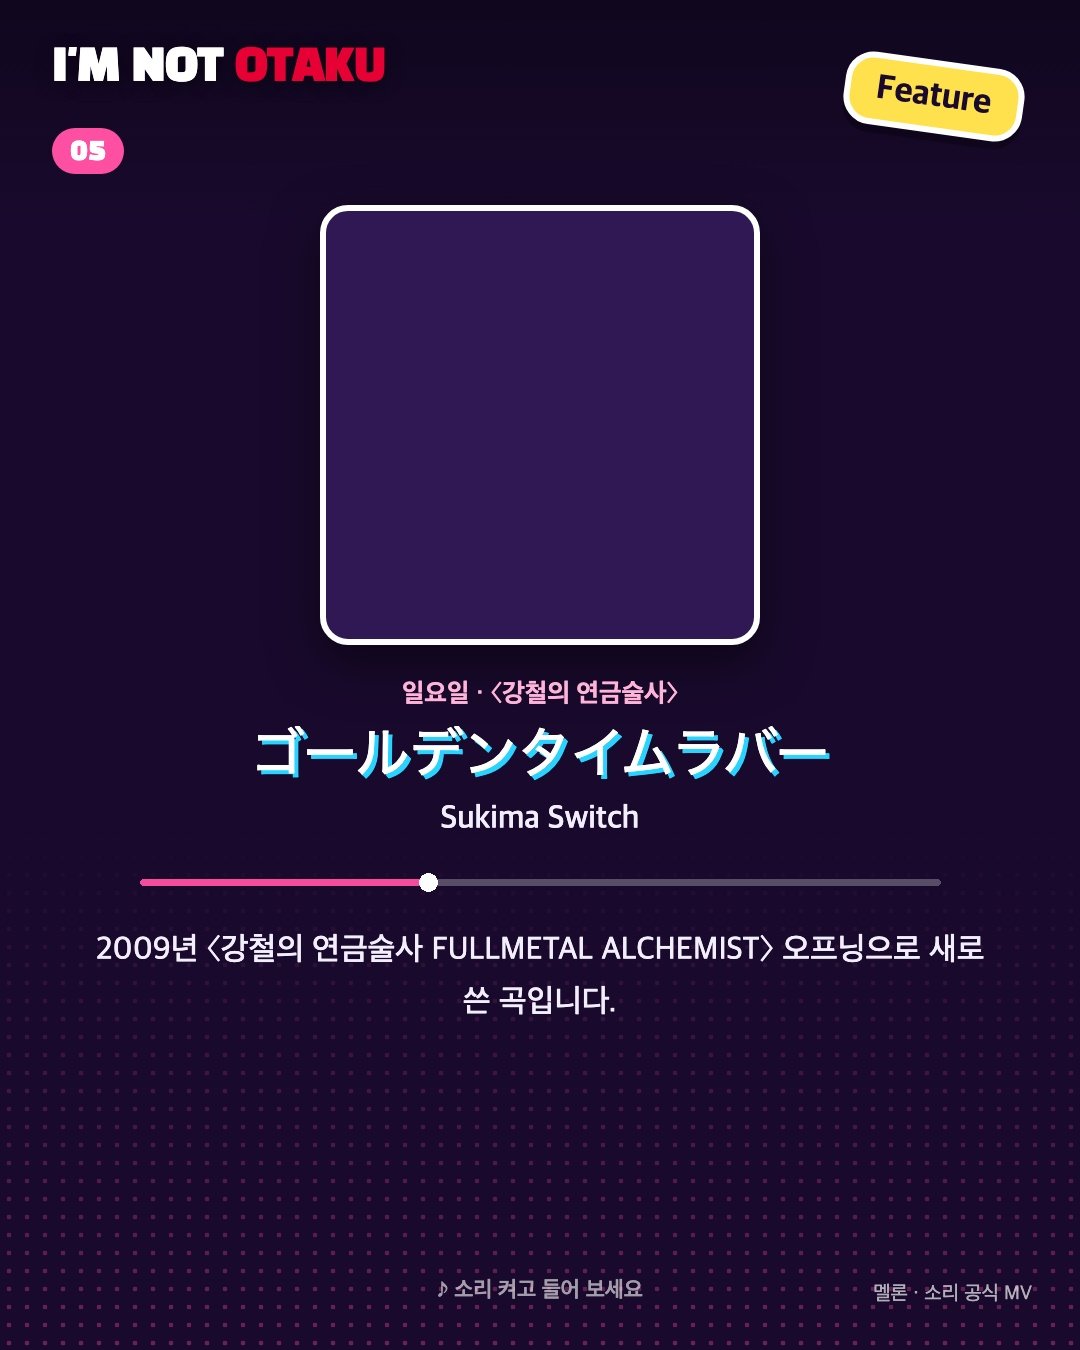 I'M NOT OTAKU
Feature
05
일요일 · 〈강철의 연금술사〉
ゴールデンタイムラバー
Sukima Switch
2009년 〈강철의 연금술사 FULLMETAL ALCHEMIST〉 오프닝으로 새로
쓴 곡입니다.
♪ 소리 켜고 들어 보세요
멜론 · 소리 공식 MV